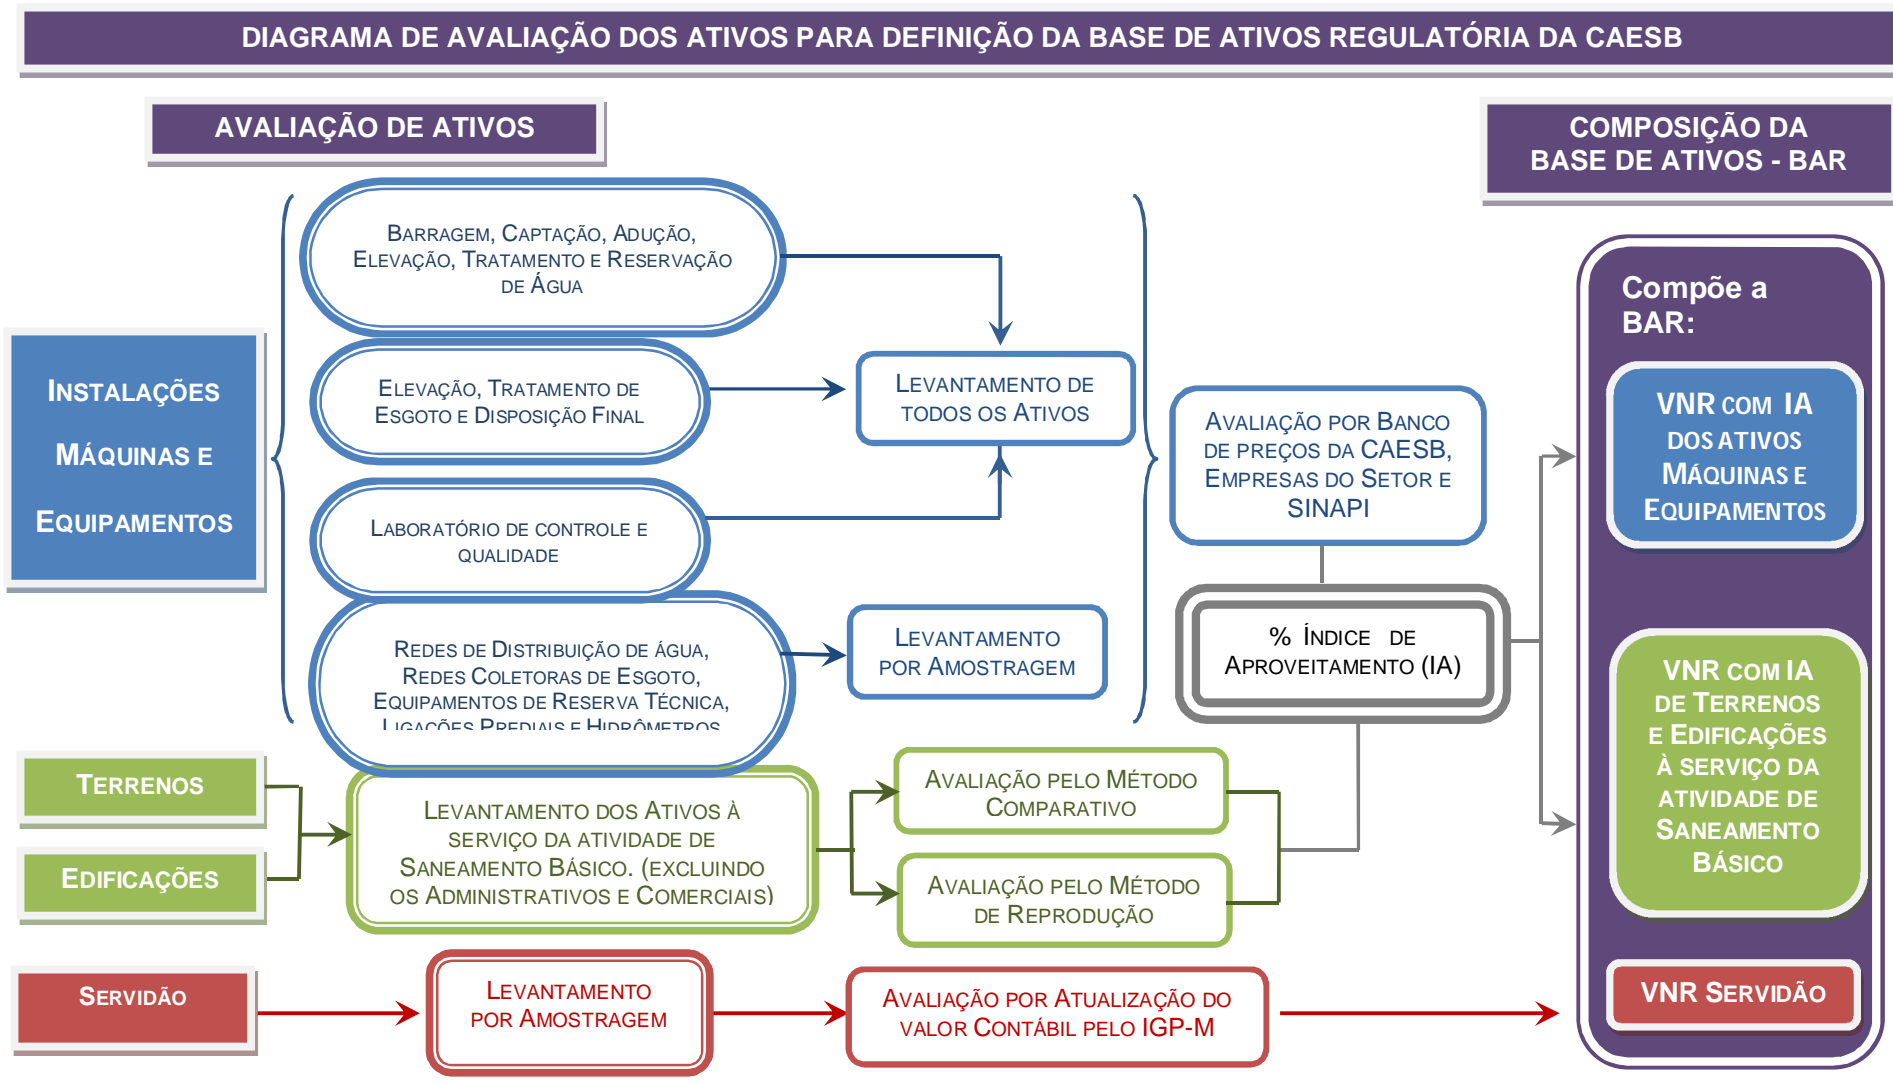 DIAGRAMA DE AVALIAÇÃO DOS ATIVOS PARA DEFINIÇÃO DA BASE DE ATIVOS REGULATÓRIA DA CAESB
AVALIAÇÃO DE ATIVOS
COMPOSIÇÃO DA
BASE DE ATIVOS - BAR
INSTALAÇÕES
MÁQUINAS E
EQUIPAMENTOS
BARRAGEM, CAPTAÇÃO, ADUÇÃO,
ELEVAÇÃO, TRATAMENTO E RESERVAÇÃO
DE ÁGUA
ELEVAÇÃO, TRATAMENTO DE
ESGOTO E DISPOSIÇÃO FINAL
LABORATÓRIO DE CONTROLE E
QUALIDADE
REDES DE DISTRIBUIÇÃO DE ÁGUA,
REDES COLETORAS DE ESGOTO,
EQUIPAMENTOS DE RESERVA TÉCNICA,
LIGAÇÕES PREDIAIS E HIDRÔMETROS
LEVANTAMENTO DE
TODOS OS ATIVOS
LEVANTAMENTO
POR AMOSTRAGEM
AVALIAÇÃO POR BANCO
DE PREÇOS DA CAESB,
EMPRESAS DO SETOR E
SINAPI
% ÍNDICE DE
APROVEITAMENTO (IA)
TERRENOS
EDIFICAÇÕES
LEVANTAMENTO DOS ATIVOS À
SERVIÇO DA ATIVIDADE DE
SANEAMENTO BÁSICO. (EXCLUINDO
OS ADMINISTRATIVOS E COMERCIAIS)
AVALIAÇÃO PELO MÉTODO
COMPARATIVO
AVALIAÇÃO PELO MÉTODO
DE REPRODUÇÃO
SERVIDÃO
LEVANTAMENTO
POR AMOSTRAGEM
AVALIAÇÃO POR ATUALIZAÇÃO DO
VALOR CONTÁBIL PELO IGP-M
Compõe a
BAR:
VNR COM IA
DOS ATIVOS
MÁQUINAS E
EQUIPAMENTOS
VNR COM IA
DE TERRENOS
E EDIFICAÇÕES
À SERVIÇO DA
ATIVIDADE DE
SANEAMENTO
BÁSICO
VNR SERVIDÃO